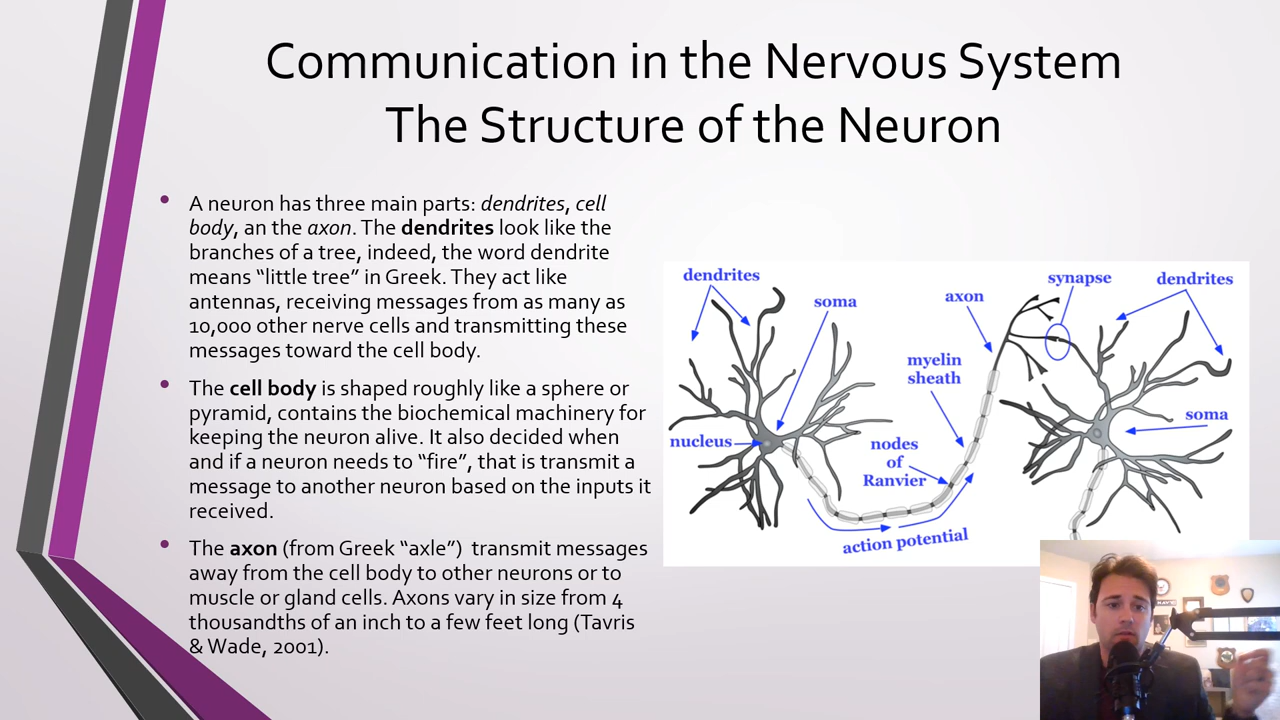 Communication in the Nervous System
The Structure of the Neuron
A neuron has three main parts: dendrites, cell
body, an the axon. The dendrites look like the
branches of a tree, indeed, the word dendrite
means “little tree” in Greek. They act like
antennas, receiving messages from as many as
10,000 other nerve cells and transmitting these
messages toward the cell body.
The cell body is shaped roughly like a sphere or
pyramid, contains the biochemical machinery for
keeping the neuron alive. It also decided when
and if a neuron needs to “fire”, that is transmit a
message to another neuron based on the inputs it
received.
The axon (from Greek “axle”) transmit messages
away from the cell body to other neurons or to
muscle or gland cells. Axons vary in size from 4
thousandths of an inch to a few feet long (Tavris
& Wade, 2001).
dendrites
soma
axon
synapse
dendrites
myelin
sheath
nucleus
nodes
of
Ranvier
soma
action potential